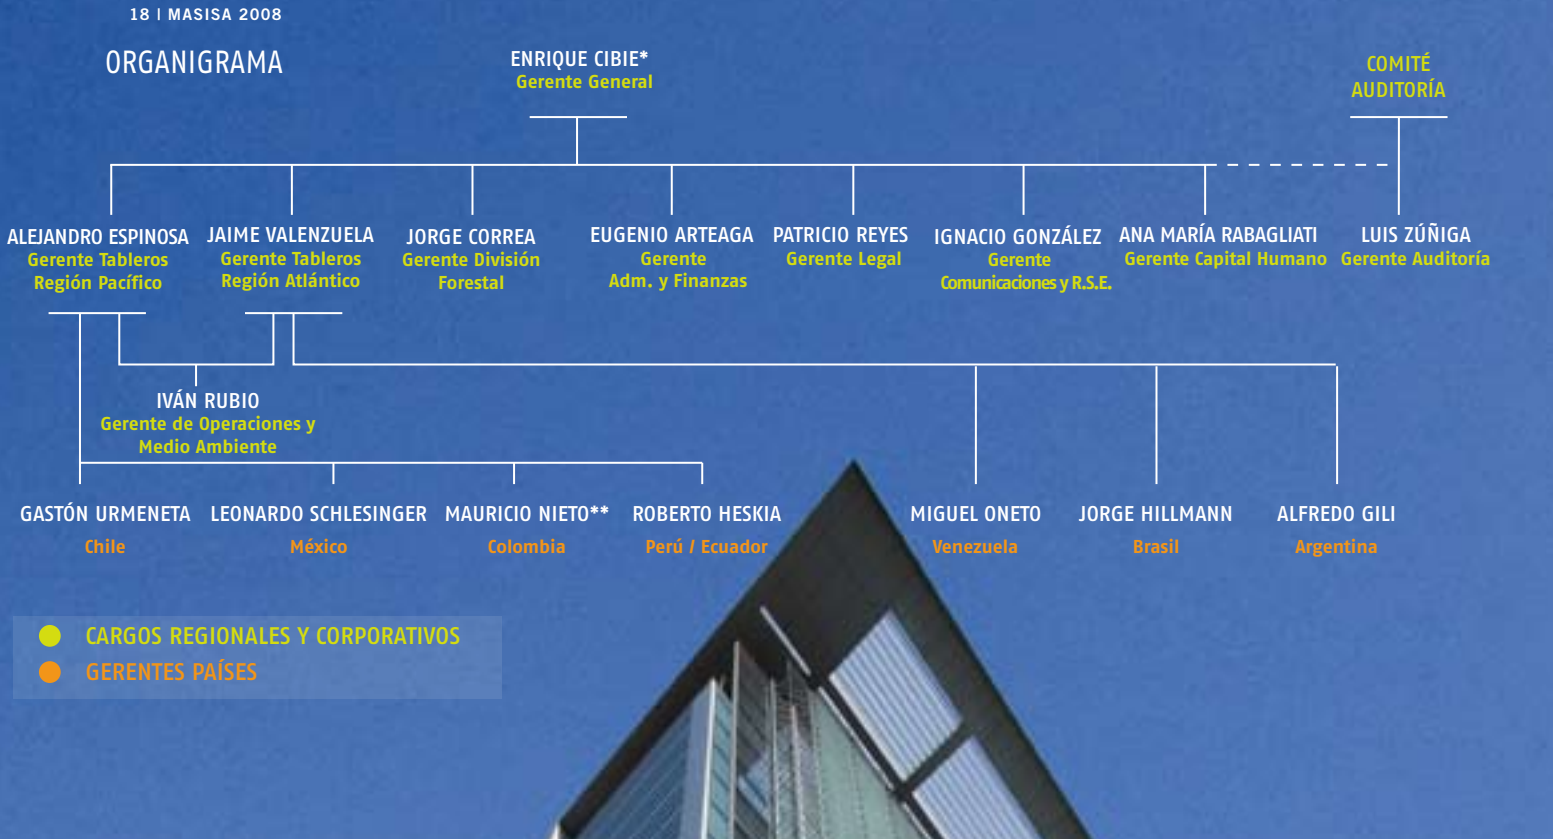 18 | MASISA 2008
ORGANIGRAMA
ENRIQUE CIBIE*
Gerente General
COMITÉ
AUDITORÍA
ALEJANDRO ESPINOSA
Gerente Tableros
Región Pacífico
JAIME VALENZUELA
Gerente Tableros
Región Atlántico
JORGE CORREA
Gerente División
Forestal
EUGENIO ARTEAGA
Gerente
Adm. y Finanzas
PATRICIO REYES
Gerente Legal
IGNACIO GONZÁLEZ
Gerente
Comunicaciones y R.S.E.
ANA MARÍA RABAGLIATI
Gerente Capital Humano
LUIS ZÚÑIGA
Gerente Auditoría
IVÁN RUBIO
Gerente de Operaciones y
Medio Ambiente
GASTÓN URMENETA
Chile
LEONARDO SCHLESINGER
México
MAURICIO NIETO**
Colombia
ROBERTO HESKIA
Perú / Ecuador
MIGUEL ONETO
Venezuela
JORGE HILLMANN
Brasil
ALFREDO GILI
Argentina
CARGOS REGIONALES Y CORPORATIVOS
GERENTES PAÍSES